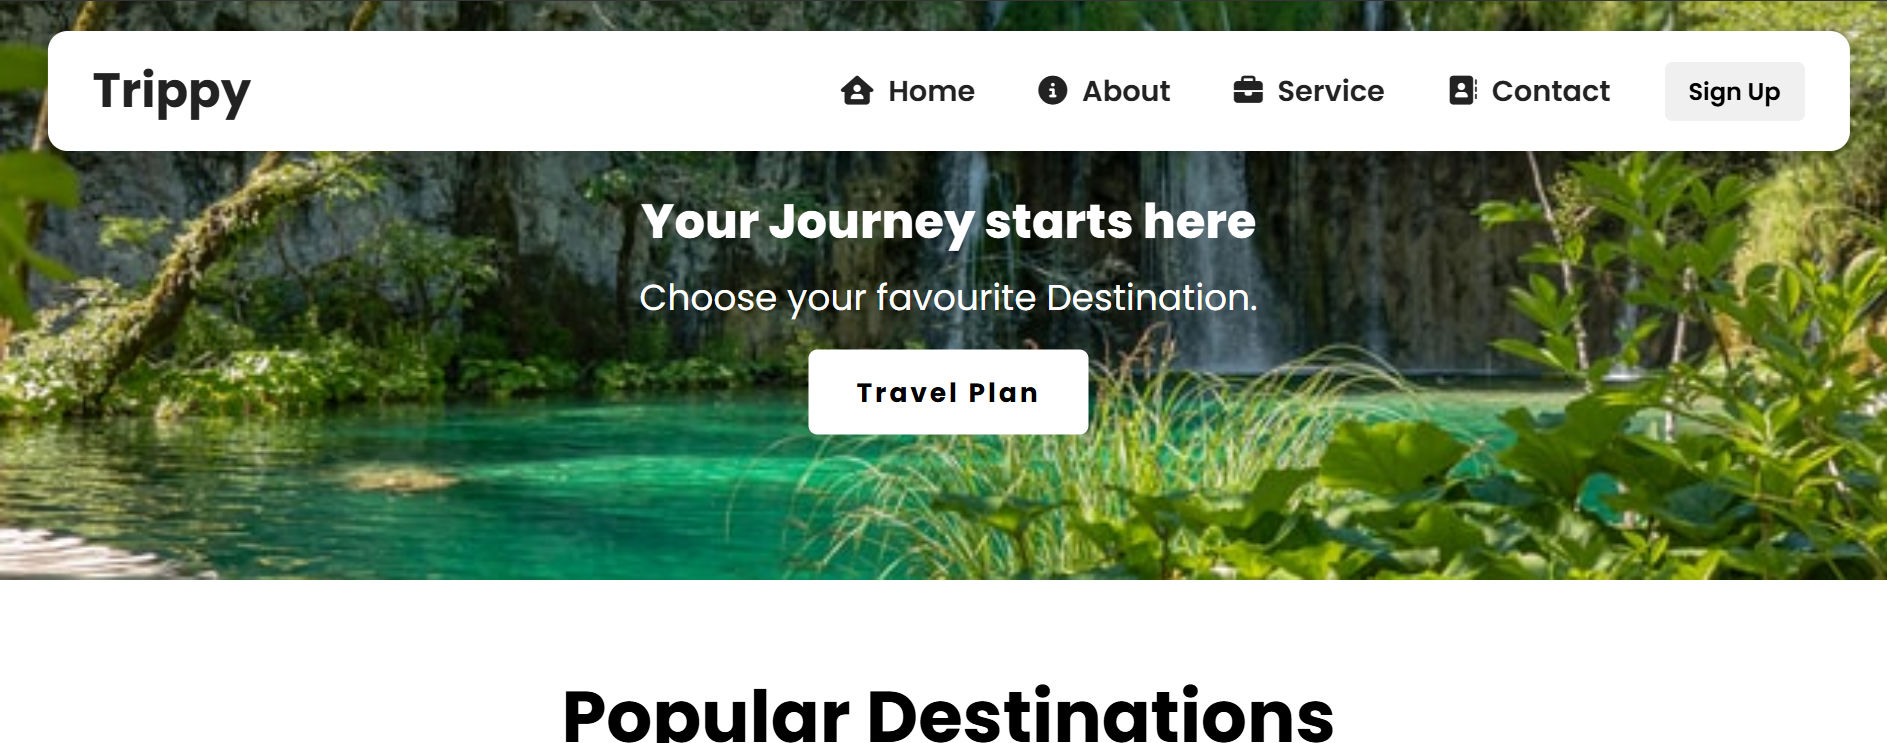 Trippy
Home
About
Service
Contact
Sign Up
Your Journey starts here
Choose your favourite Destination.
Travel Plan
Popular Destinations